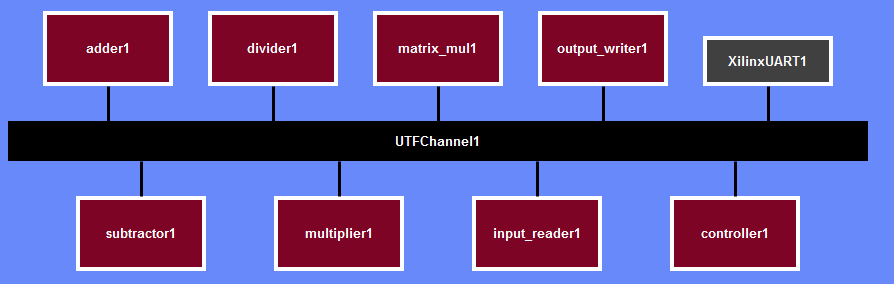 adder1
divider1
matrix_mul1
output_writer1
XilinxUART1
UTFChannel1
subtractor1
multiplier1
input_reader1
controller1